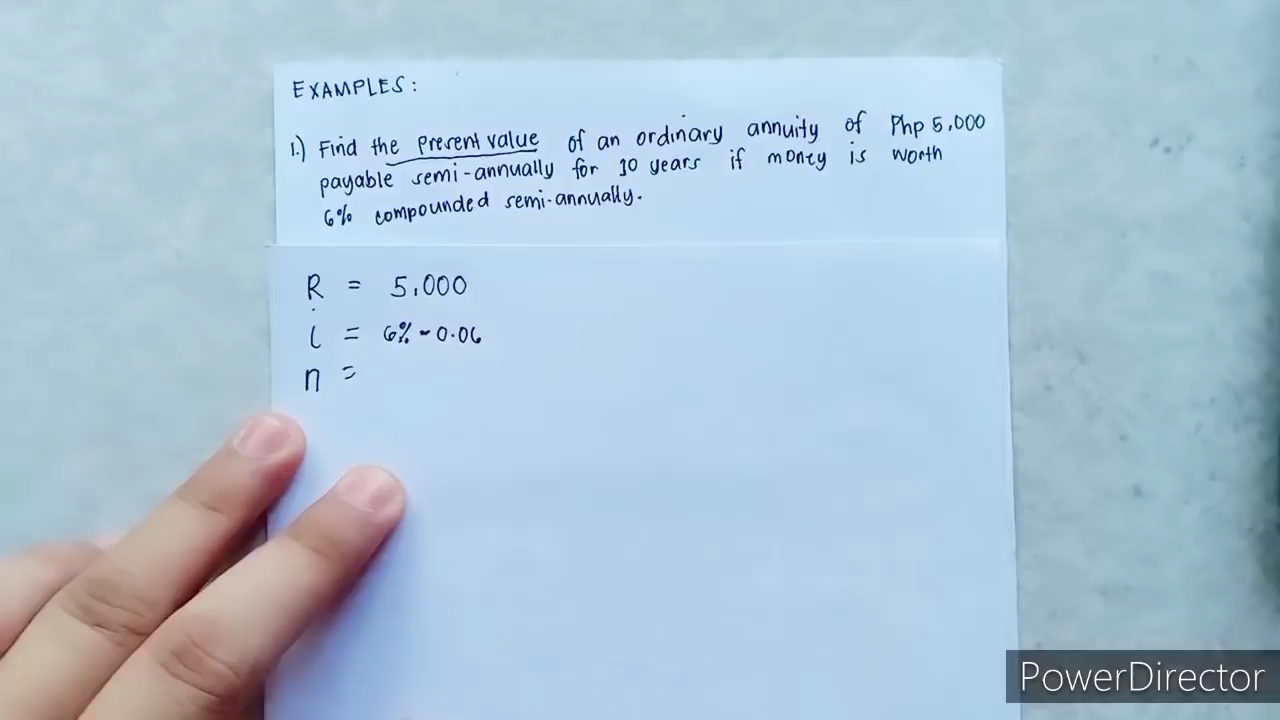 EXAMPLES:
1.) Find the present value of an ordinary annuity of Php 5,000
payable semi-annually for 10 years if money is worth
6% compounded semi-annually.
R = 5,000
i = 6% - 0.06
n =
PowerDirector